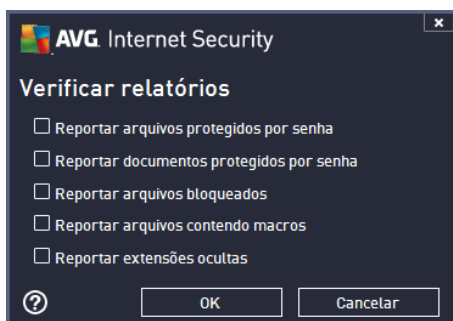 AVG. Internet Security
Verificar relatórios
Reportar arquivos protegidos por senha
Reportar documentos protegidos por senha
Reportar arquivos bloqueados
Reportar arquivos contendo macros
Reportar extensões ocultas
? OK Cancelar